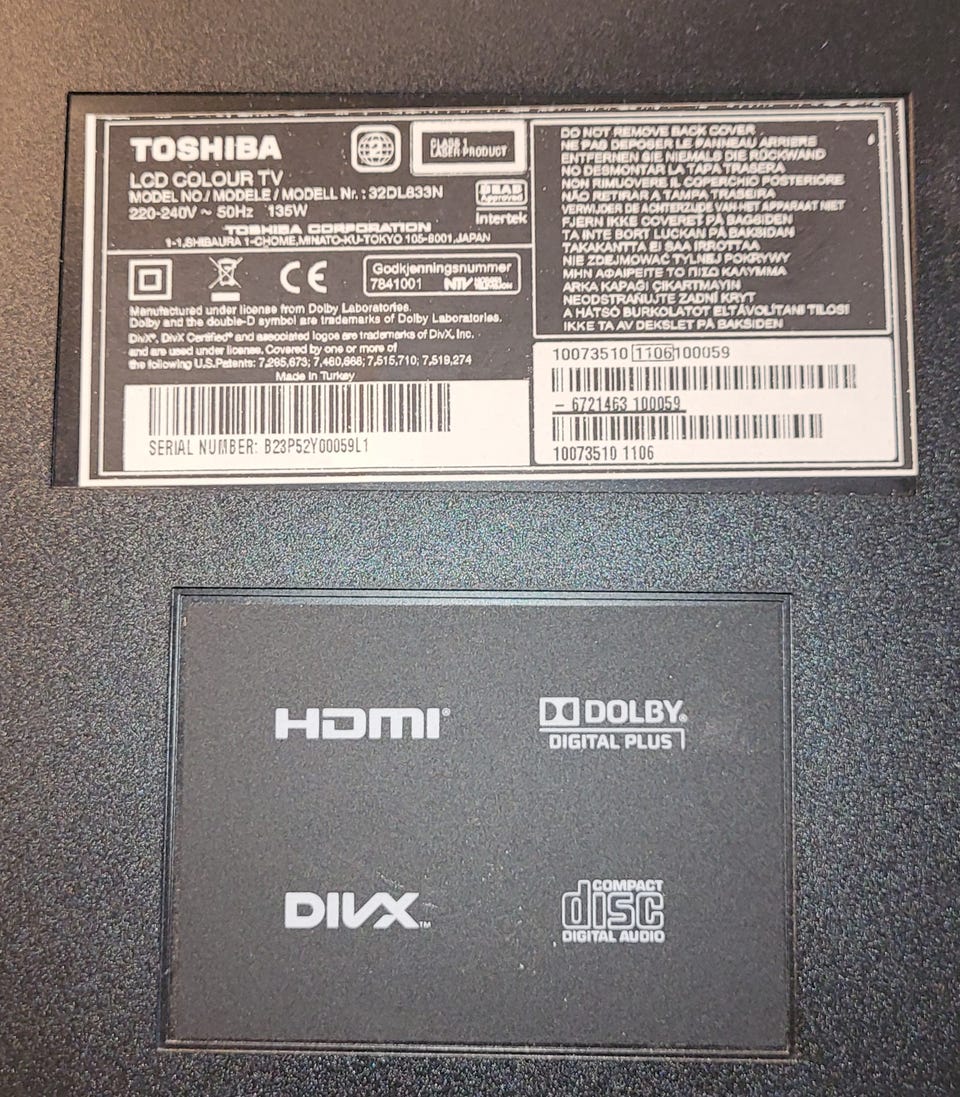 TOSHIBA
2
CLASS 1
LASER PRODUCT
LCD COLOUR TV
MODEL NO./ MODELE / MODELL Nr. : 32DL833N
220-240V ~ 50Hz 135W
BEAB
Approved
Intertek
TOSHIBA CORPORATION
1-1,SHIBAURA 1-CHOME,MINATO-KU-TOKYO 105-8001,JAPAN
CE
Godkjenningsnummer
7841001 NTV
Manufactured under license from Dolby Laboratories.
Dolby and the double-D symbol are trademarks of Dolby Laboratories.
DivX®, DivX Certified® and associated logos are trademarks of DivX, Inc.
and are used under license. Covered by one or more of
the following U.S.Patents: 7,295,673; 7,460,668; 7,515,710; 7,519,274
Made in Turkey
SERIAL NUMBER: B23P52Y00059L1
DO NOT REMOVE BACK COVER
NE PAS DEPOSER LE PANNEAU ARRIERE
ENTFERNEN SIE NIEMALS DIE RÜCKWAND
NO DESMONTAR LA TAPA TRASERA
NON RIMUOVERE IL COPERCHIO POSTERIORE
NÃO RETIRAR A TAMPA TRASEIRA
VERWIJDER DE ACHTERZIJDE VAN HET APPARAAT NIET
FJERN IKKE COVERET PÅ BAGSIDEN
TA INTE BORT LUCKAN PÅ BAKSIDAN
TAKAKANTTA EI SAA IRROTTAA
NIE ZDEJMOWAĆ TYLNEJ POKRYWY
ΜΗΝ ΑΦΑΙΡΕΙΤΕ ΤΟ ΠΙΣΩ ΚΑΛΥΜΜΑ
ARKA KAPAGI ÇIKARTMAYIN
NEODSTRAŇUJTE ZADNÍ KRYT
A HÁTSÓ BURKOLATOT ELTÁVOLÍTANI TILOS!
IKKE TA AV DEKSLET PÅ BAKSIDEN
10073510 1106 100059
- 6721463 100059
10073510 1106
HDMI®
DOLBY®
DIGITAL PLUS
DIVX™
COMPACT
disc
DIGITAL AUDIO